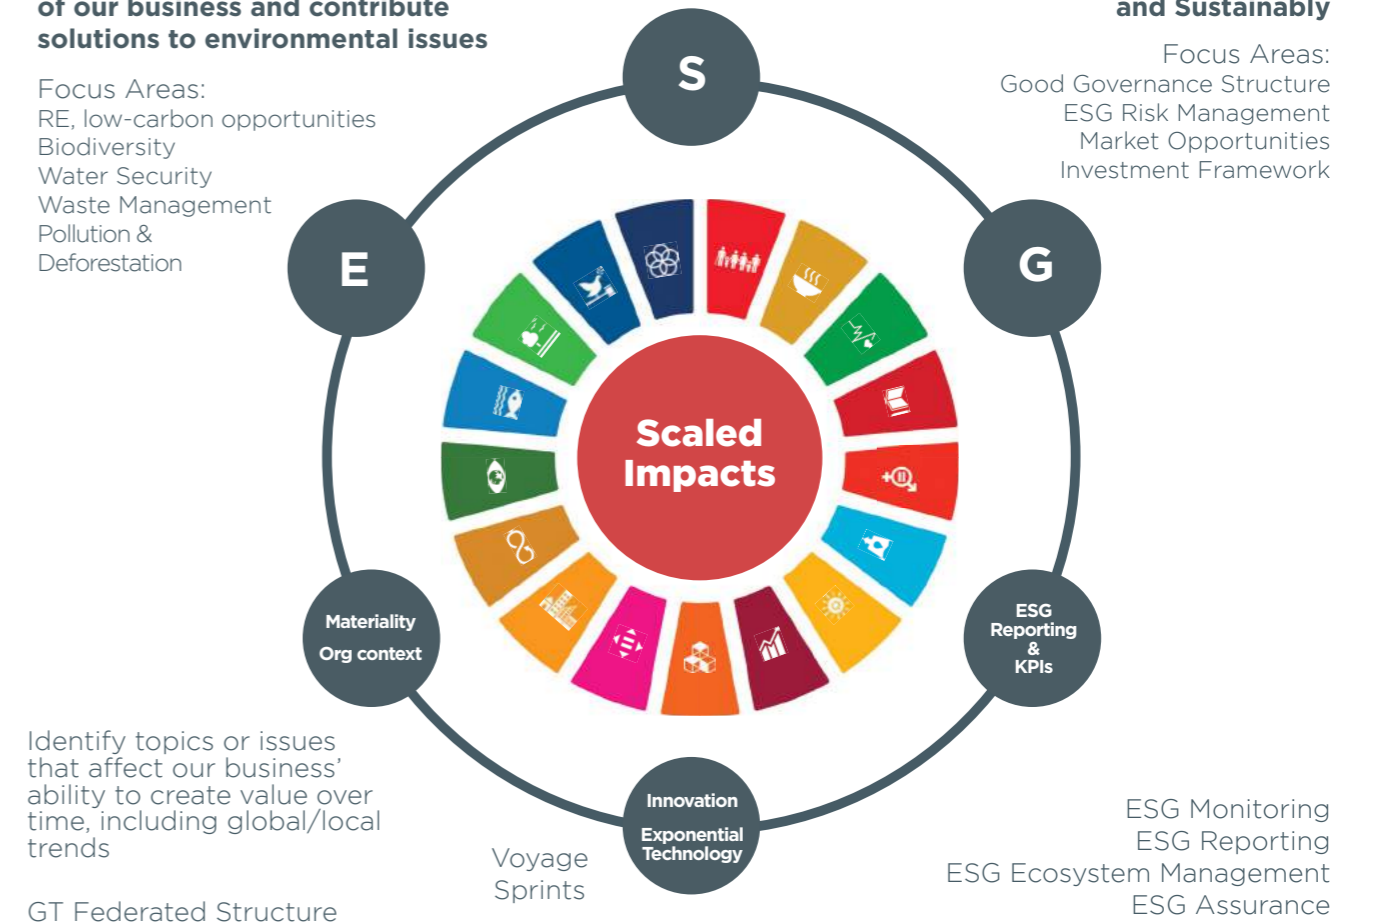 of our business and contribute
solutions to environmental issues
Focus Areas:
RE, low-carbon opportunities
Biodiversity
Water Security
Waste Management
Pollution &
Deforestation
E
S
and Sustainably
Focus Areas:
Good Governance Structure
ESG Risk Management
Market Opportunities
Investment Framework
G
Scaled
Impacts
Materiality
Org context
ESG
Reporting
&
KPIs
Innovation
Exponential
Technology
Identify topics or issues
that affect our business’
ability to create value over
time, including global/local
trends
GT Federated Structure
Voyage
Sprints
ESG Monitoring
ESG Reporting
ESG Ecosystem Management
ESG Assurance